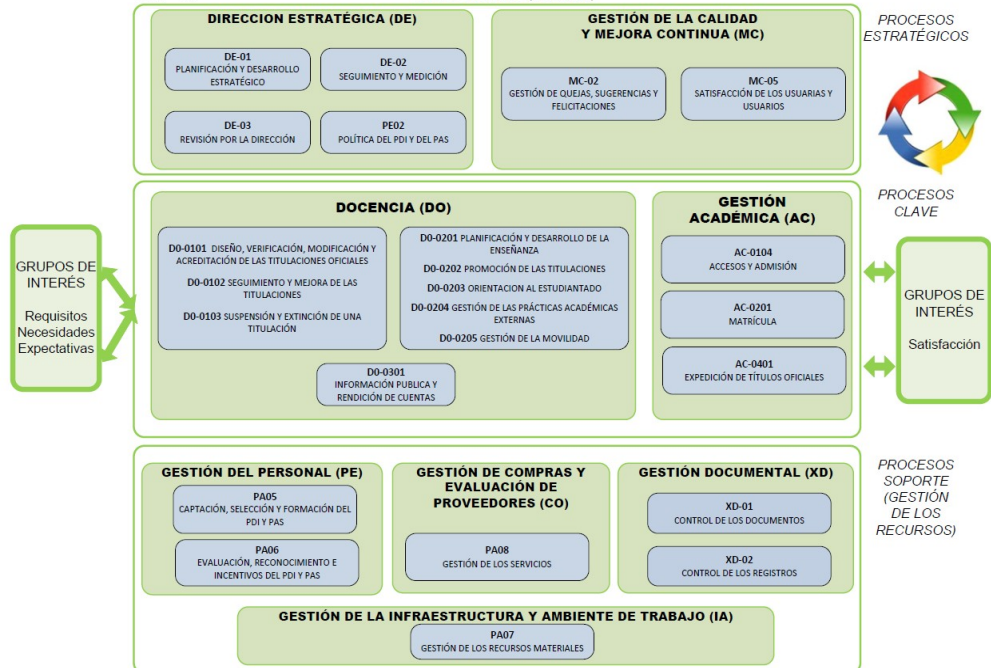 DIRECCION ESTRATÉGICA (DE)
DE-01
PLANIFICACIÓN Y DESARROLLO
ESTRATÉGICO
DE-02
SEGUIMIENTO Y MEDICIÓN
DE-03
REVISIÓN POR LA DIRECCIÓN
PE02
POLÍTICA DEL PDI Y DEL PAS
GESTIÓN DE LA CALIDAD
Y MEJORA CONTINUA (MC)
MC-02
GESTIÓN DE QUEJAS, SUGERENCIAS Y
FELICITACIONES
MC-05
SATISFACCIÓN DE LOS USUARIAS Y
USUARIOS
PROCESOS
ESTRATÉGICOS
GRUPOS DE
INTERÉS
Requisitos
Necesidades
Expectativas
DOCENCIA (DO)
D0-0101 DISEÑO, VERIFICACIÓN, MODIFICACIÓN Y
ACREDITACIÓN DE LAS TITULACIONES OFICIALES
D0-0102 SEGUIMIENTO Y MEJORA DE LAS
TITULACIONES
D0-0103 SUSPENSIÓN Y EXTINCIÓN DE UNA
TITULACIÓN
D0-0201 PLANIFICACIÓN Y DESARROLLO DE LA
ENSEÑANZA
D0-0202 PROMOCIÓN DE LAS TITULACIONES
D0-0203 ORIENTACION AL ESTUDIANTADO
D0-0204 GESTIÓN DE LAS PRÁCTICAS ACADÉMICAS
EXTERNAS
D0-0205 GESTIÓN DE LA MOVILIDAD
D0-0301
INFORMACIÓN PUBLICA Y
RENDICIÓN DE CUENTAS
GESTIÓN
ACADÉMICA (AC)
AC-0104
ACCESOS Y ADMISIÓN
AC-0201
MATRÍCULA
AC-0401
EXPEDICIÓN DE TÍTULOS OFICIALES
PROCESOS
CLAVE
GRUPOS DE
INTERÉS
Satisfacción
GESTIÓN DEL PERSONAL (PE)
PA05
CAPTACIÓN, SELECCIÓN Y FORMACIÓN DEL
PDI Y PAS
PA06
EVALUACIÓN, RECONOCIMIENTO E
INCENTIVOS DEL PDI Y PAS
GESTIÓN DE COMPRAS Y
EVALUACIÓN DE
PROVEEDORES (CO)
PA08
GESTIÓN DE LOS SERVICIOS
GESTIÓN DOCUMENTAL (XD)
XD-01
CONTROL DE LOS DOCUMENTOS
XD-02
CONTROL DE LOS REGISTROS
PROCESOS
SOPORTE
(GESTIÓN
DE LOS
RECURSOS)
GESTIÓN DE LA INFRAESTRUCTURA Y AMBIENTE DE TRABAJO (IA)
PA07
GESTIÓN DE LOS RECURSOS MATERIALES